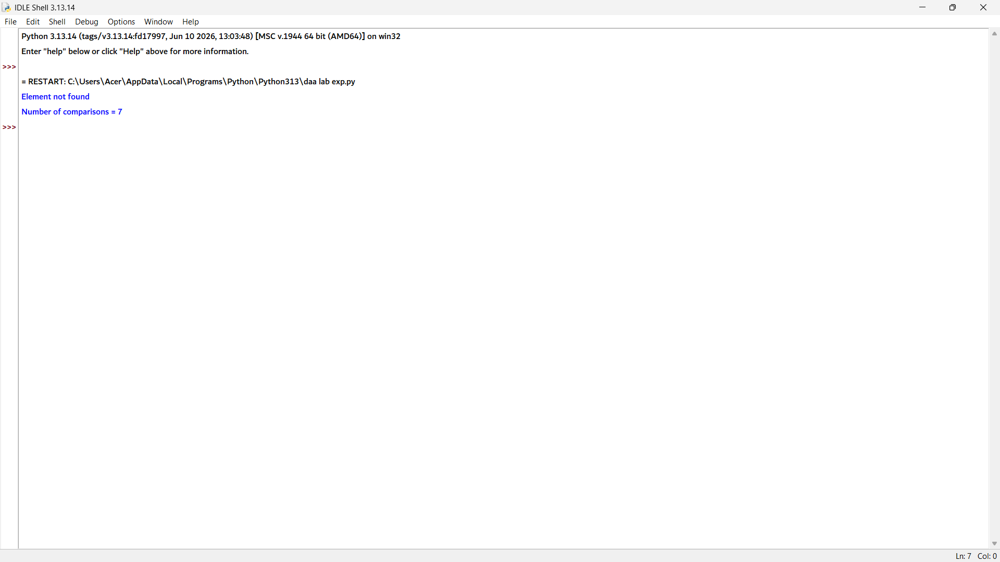 IDLE Shell 3.13.14
File Edit Shell Debug Options Window Help
Python 3.13.14 (tags/v3.13.14:fd17997, Jun 10 2026, 13:03:48) [MSC v.1944 64 bit (AMD64)] on win32
Enter "help" below or click "Help" above for more information.
>>>
= RESTART: C:\Users\Acer\AppData\Local\Programs\Python\Python313\daa lab exp.py
Element not found
Number of comparisons = 7
>>>
Ln: 7 Col: 0